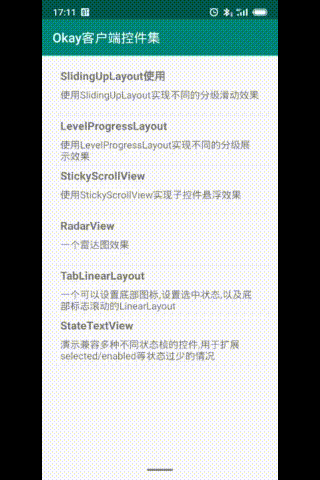 17:11
Okay客户端控件集
SlidingUpLayout使用
使用SlidingUpLayout实现不同的分级滑动效果
LevelProgressLayout
使用LevelProgressLayout实现不同的分级展
示效果
StickyScrollView
使用StickyScrollView实现子控件悬浮效果
RadarView
一个雷达图效果
TabLinearLayout
一个可以设置底部图标,设置选中状态,以及底
部标志滚动的LinearLayout
StateTextView
演示兼容多种不同状态桢的控件,用于扩展
selected/enabled等状态过少的情况